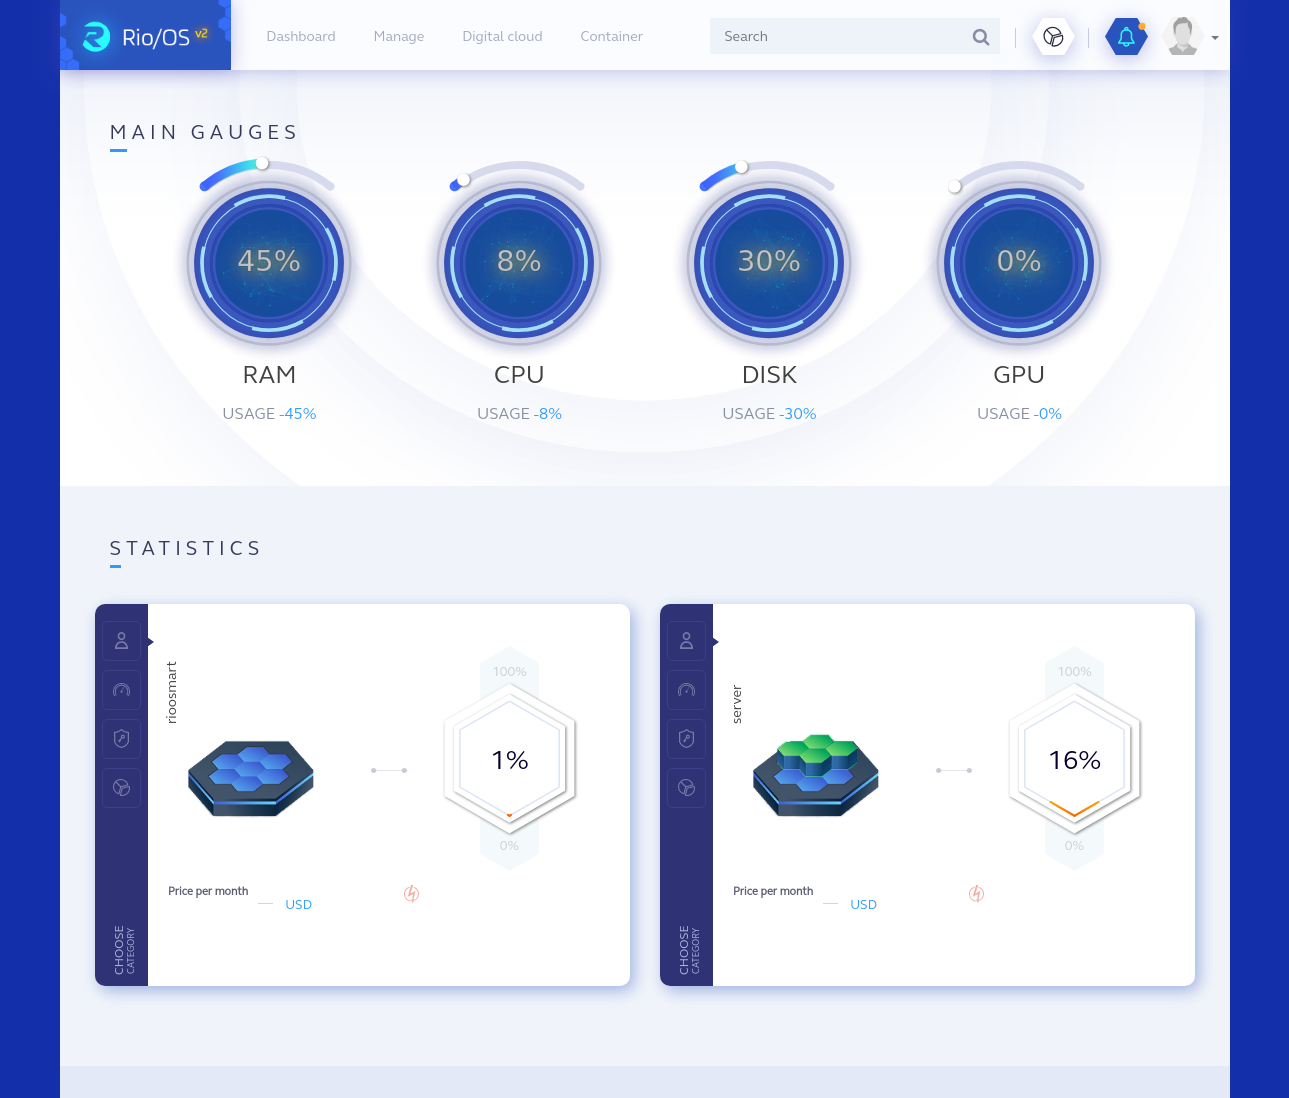 Rio/OS v2
Dashboard
Manage
Digital cloud
Container
Search
MAIN GAUGES
45%
8%
30%
0%
RAM
CPU
DISK
GPU
USAGE -45%
USAGE -8%
USAGE -30%
USAGE -0%
STATISTICS
rioosmart
100%
1%
0%
Price per month
USD
CHOOSE
CATEGORY
server
100%
16%
0%
Price per month
USD
CHOOSE
CATEGORY